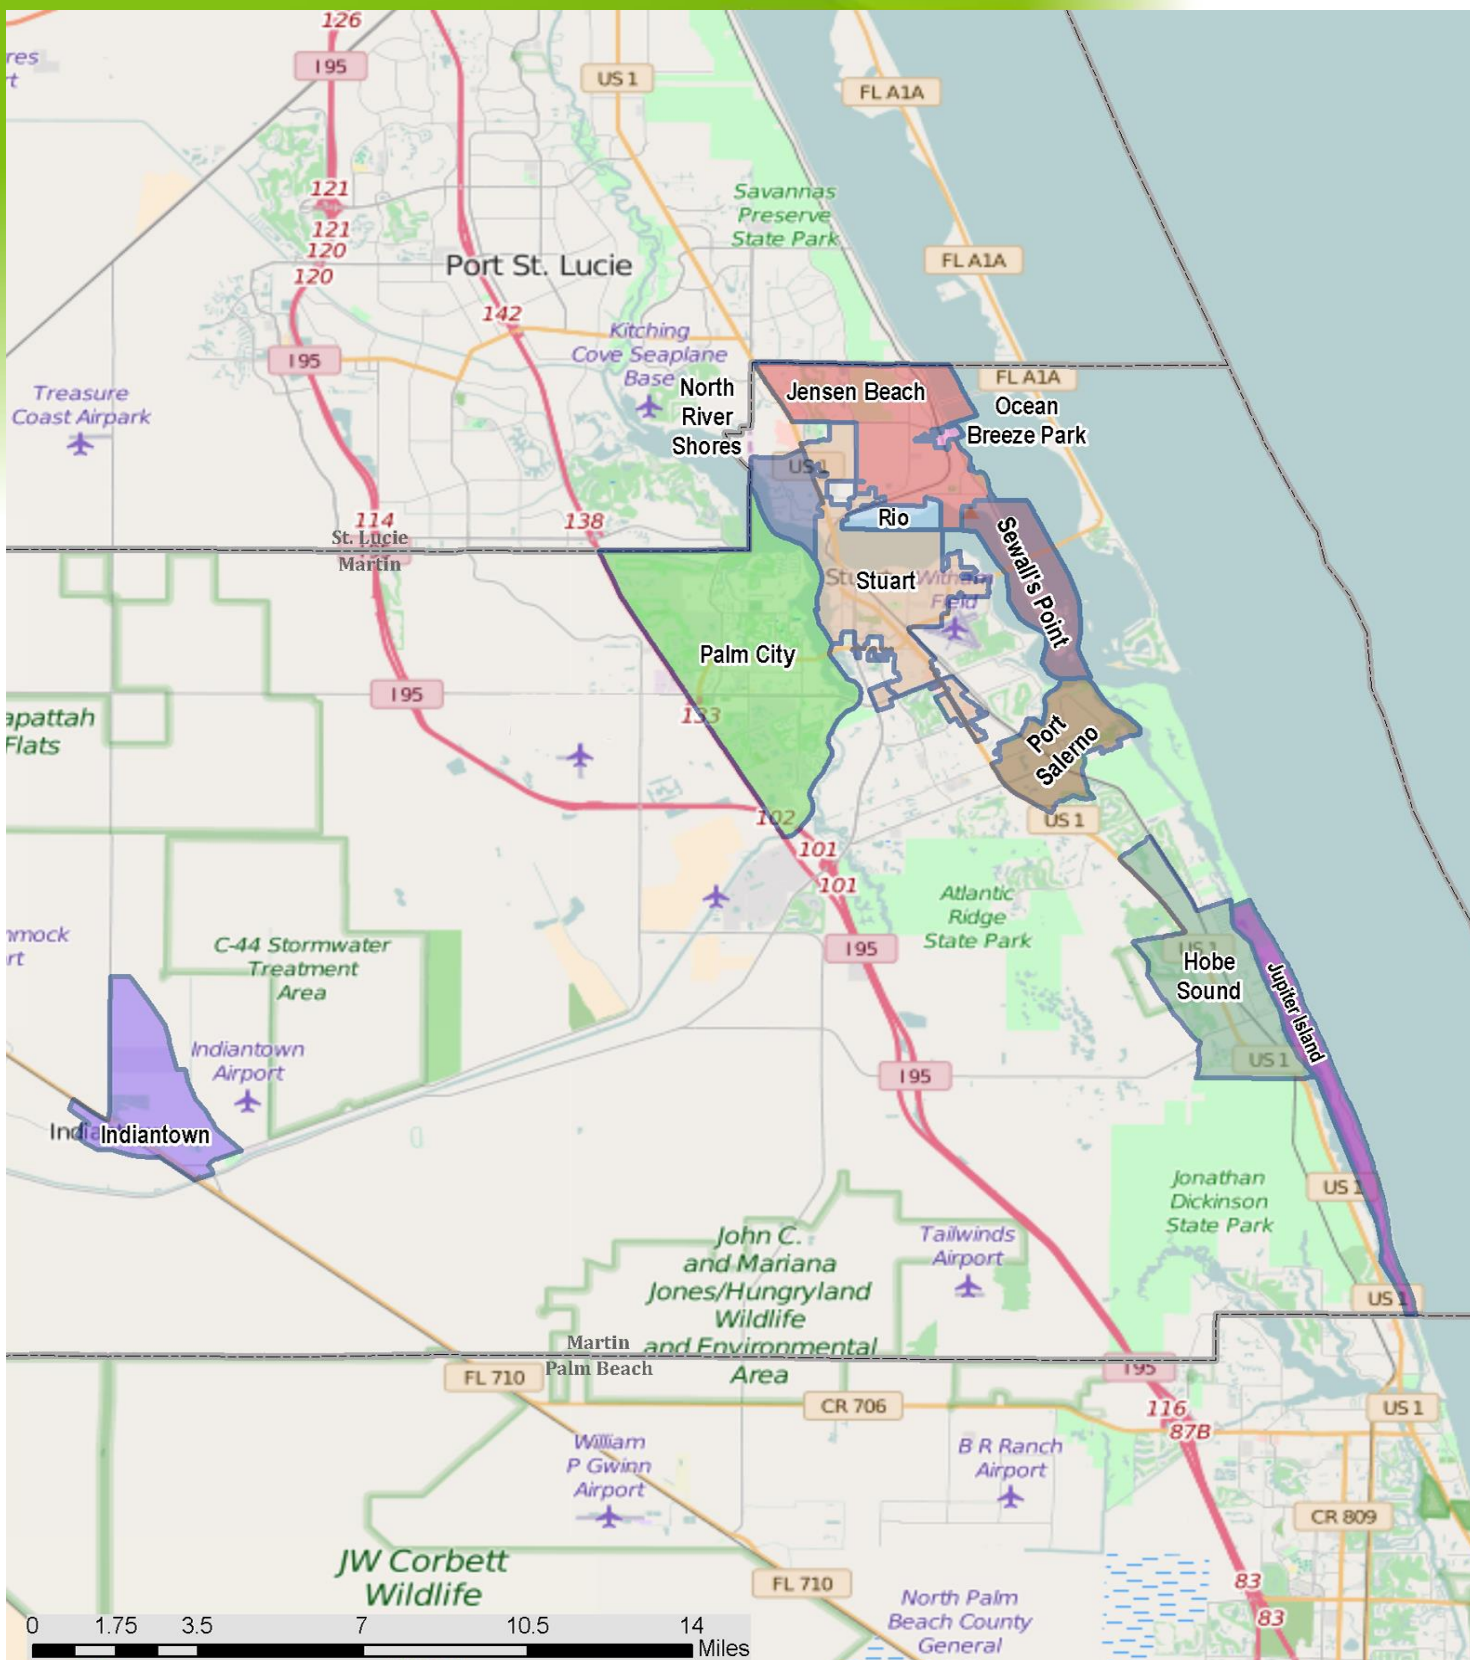 126
I 95
US 1
FL A1A
res
rt
Savannas
Preserve
State Park
121
121
120
120
Port St. Lucie
FL A1A
142
Kitching
Cove Seaplane
Base
I 95
Treasure
Coast Airpark
North
River
Shores
Jensen Beach
FL A1A
Ocean
Breeze Park
US 1
114
138
St. Lucie
Martin
Rio
Sewall's Point
Stuart
Witham
Field
Palm City
I 95
133
apattah
Flats
Port
Salerno
102
US 1
101
101
Atlantic
Ridge
State Park
mmock
rt
C-44 Stormwater
Treatment
Area
I 95
US 1
Hobe
Sound
Jupiter Island
Indiantown
Airport
US 1
I 95
Indiantown
Jonathan
Dickinson
State Park
US 1
John C.
and Mariana
Jones/Hungryland
Wildlife
and Environmental
Area
Tailwinds
Airport
US 1
Martin
Palm Beach
I 95
FL 710
CR 706
116
87B
US 1
William
P Gwinn
Airport
B R Ranch
Airport
CR 809
JW Corbett
Wildlife
FL 710
North Palm
Beach County
General
83
83
0 1.75 3.5 7 10.5 14
Miles